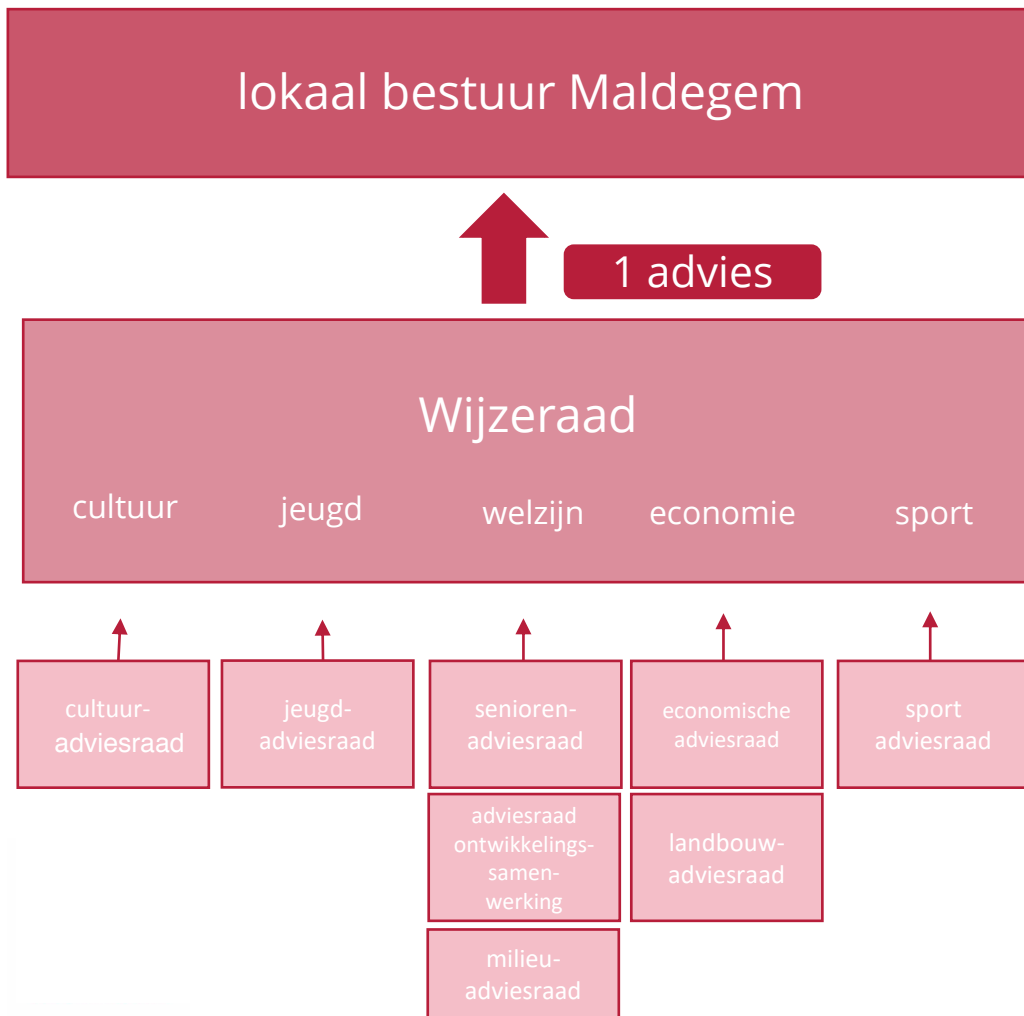 lokaal bestuur Maldegem
1 advies
Wijzeraad
cultuur
jeugd
welzijn
economie
sport
cultuur-
adviesraad
jeugd-
adviesraad
senioren-
adviesraad
economische
adviesraad
sport
adviesraad
adviesraad
ontwikkelings-
samen-
werking
landbouw-
adviesraad
milieu-
adviesraad